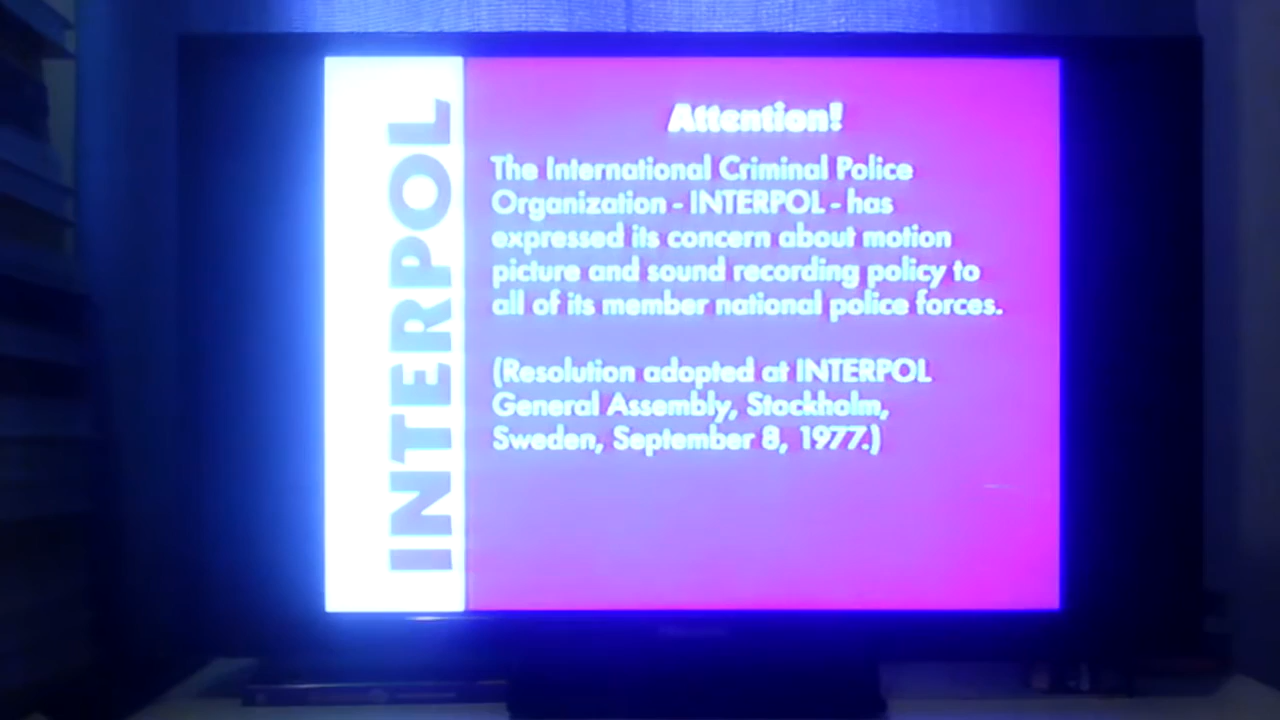 INTERPOL
Attention!
The International Criminal Police
Organization - INTERPOL - has
expressed its concern about motion
picture and sound recording policy to
all of its member national police forces.
(Resolution adopted at INTERPOL
General Assembly, Stockholm,
Sweden, September 8, 1977.)